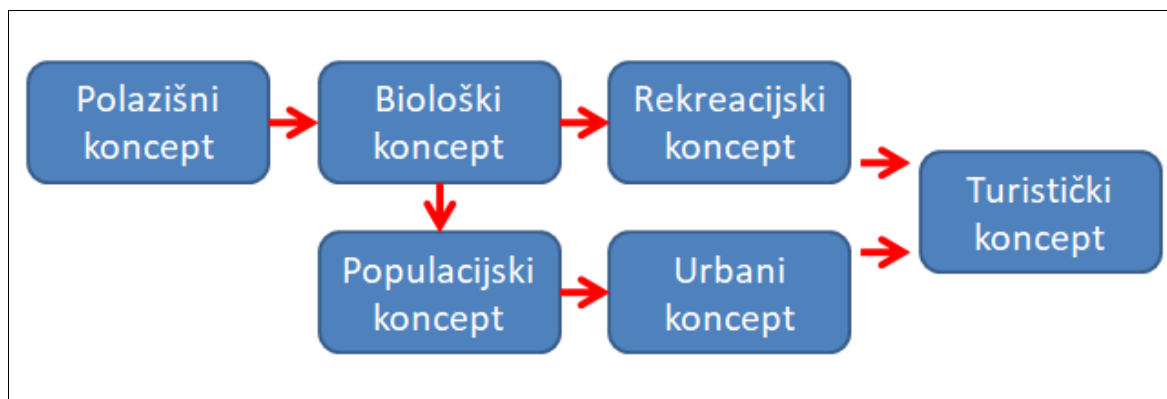 Polazišni
koncept
Biološki
koncept
Rekreacijski
koncept
Turistički
koncept
Populacijski
koncept
Urbani
koncept